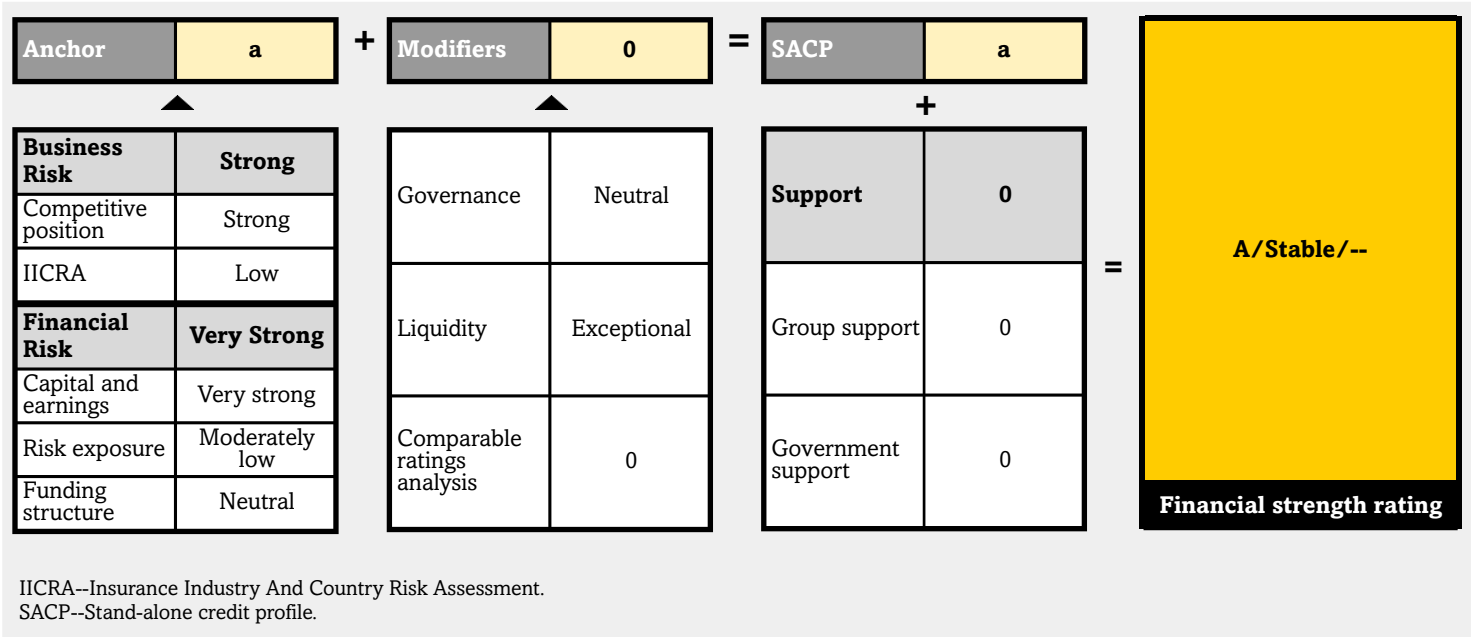 Anchor a + Modifiers 0 = SACP a
+
Business
Risk
Strong
Competitive
position
Strong
IICRA Low
Financial
Risk
Very Strong
Capital and
earnings
Very strong
Risk exposure
Moderately
low
Funding
structure
Neutral
Governance Neutral
Liquidity Exceptional
Comparable
ratings
analysis
0
Support 0
Group support 0
Government
support
0
=
A/Stable/--
Financial strength rating
IICRA--Insurance Industry And Country Risk Assessment.
SACP--Stand-alone credit profile.